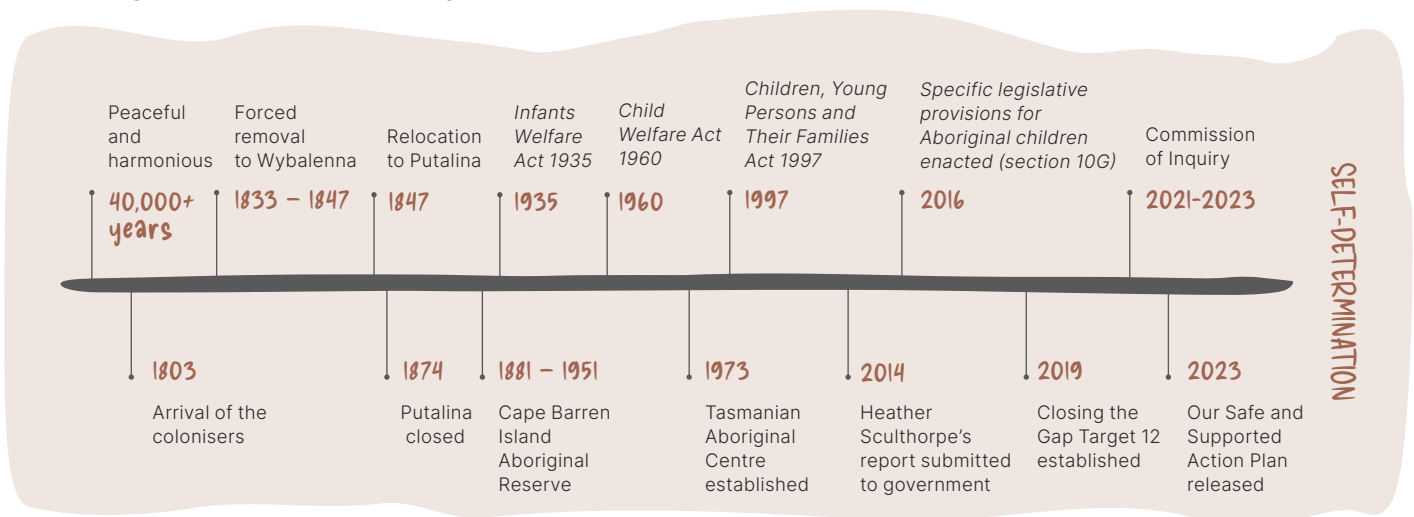 Peaceful
and
harmonious
40,000+
years
Forced
removal
to Wybalenna
1833 – 1847
Relocation
to Putalina
1847
Infants
Welfare
Act 1935
1935
Child
Welfare Act
1960
1960
Children, Young
Persons and
Their Families
Act 1997
1997
Specific legislative
provisions for
Aboriginal children
enacted (section 10G)
2016
Commission
of Inquiry
2021-2023
1803
Arrival of the
colonisers
1874
Putalina
closed
1881 – 1951
Cape Barren
Island
Aboriginal
Reserve
1973
Tasmanian
Aboriginal
Centre
established
2014
Heather
Sculthorpe’s
report submitted
to government
2019
Closing the
Gap Target 12
established
2023
Our Safe and
Supported
Action Plan
released
SELF-DETERMINATION